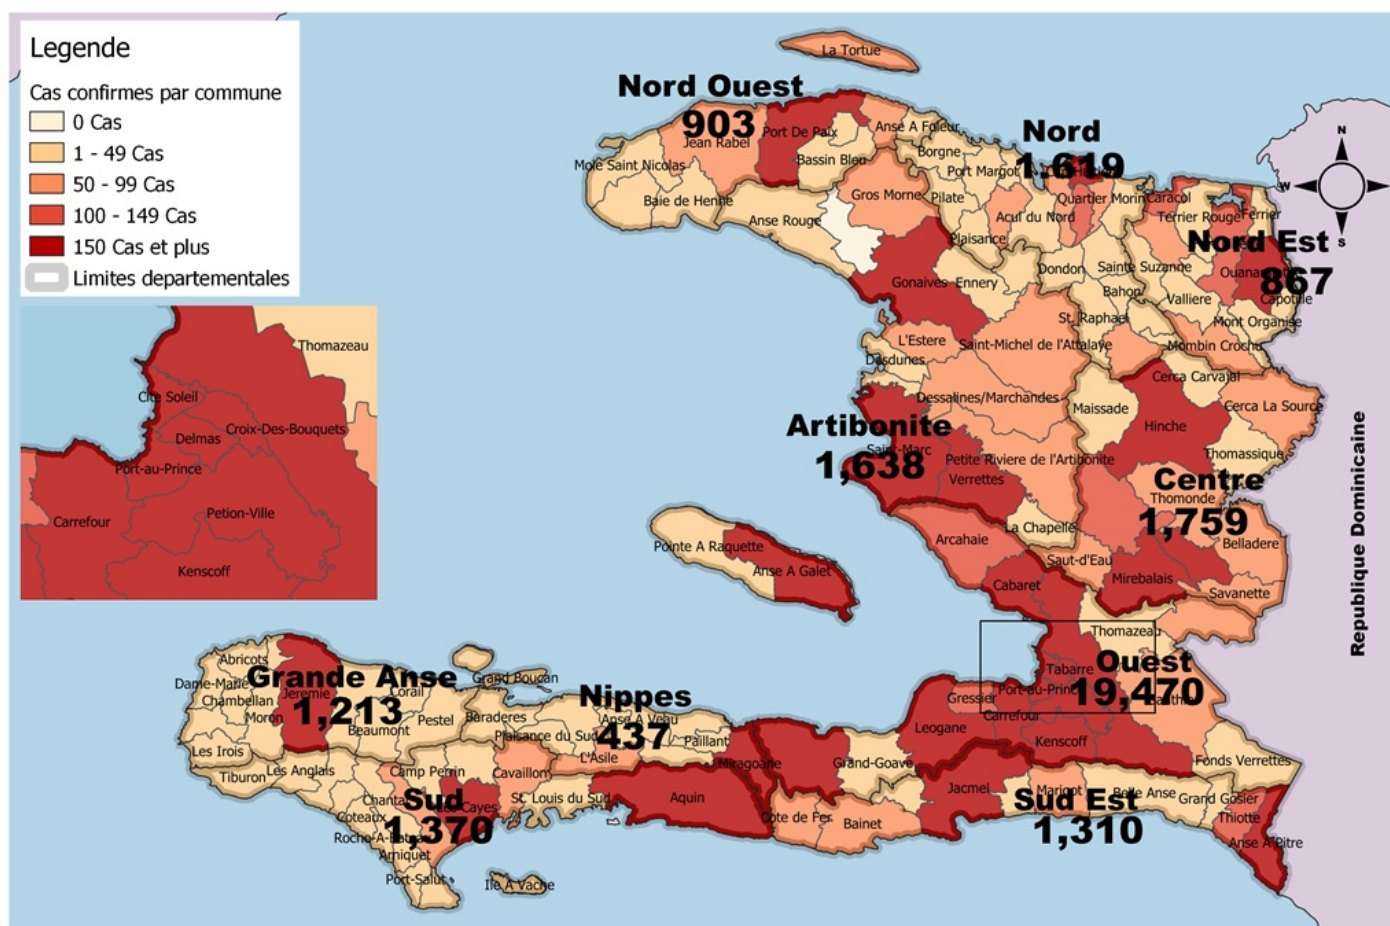 Legende
Cas confirmes par commune
0 Cas
1 - 49 Cas
50 - 99 Cas
100 - 149 Cas
150 Cas et plus
Limites departementales
Thomazeau
Cite Soleil
Delmas
Croix-Des-Bouquets
Port-au-Prince
Petion-Ville
Carrefour
Kenscoff
La Tortue
Nord Ouest
903
Port De Paix
Anse A Foleur
Jean Rabel
Mole Saint Nicolas
Bassin Bleu
Baie de Henne
Anse Rouge
Nord
1.619
Borgne
Port Margot
Gros Morne
Pilate
Quartier Morin
Caracol
Acul du Nord
Terrier Rouge
Ferrier
Plaisance
N
W
E
S
Nord Est
867
Gonaives
Ennery
Dondon
Sainte Suzanne
Bahon
Valliere
Capotille
St. Raphael
Mont Organise
L'Estere
Saint-Michel de l'Attalaye
Mombin Crochu
Desdunes
Cerca Carvajal
Dessalines/Marchandes
Maissade
Cerca La Source
Artibonite
1,638
Hinche
Saint-Marc
Petite Riviere de l'Artibonite
Thomassique
Verrettes
Centre
1,759
Thomonde
La Chapelle
Arcahaie
Belladere
Saut-d'Eau
Pointe A Raquette
Anse A Galet
Cabaret
Mirebalais
Savanette
Republique Dominicaine
Thomazeau
Ouest
19,470
Tabarre
Port-au-Prince
Gressier
Carrefour
Leogane
Kenscoff
Fonds Verrettes
Abricots
Grande Anse
1,213
Dame-Marie
Chambellan
Jeremie
Corail
Grand Boucan
Moron
Pestel
Baraderes
Beaumont
Les Irois
Nippes
437
Anse A Veau
Plaisance du Sud
Paillant
L'Asile
Miragoane
Grand-Goave
Tiburon
Les Anglais
Camp Perrin
Cavaillon
Sud
1,370
St. Louis du Sud
Aquin
Coteaux
Arniquet
Port-Salut
Ile A Vache
Cote de Fer
Bainet
Jacmel
Sud Est
1,310
Marigot
Belle Anse
Grand Gosier
Thiotte
Anse A Pitre